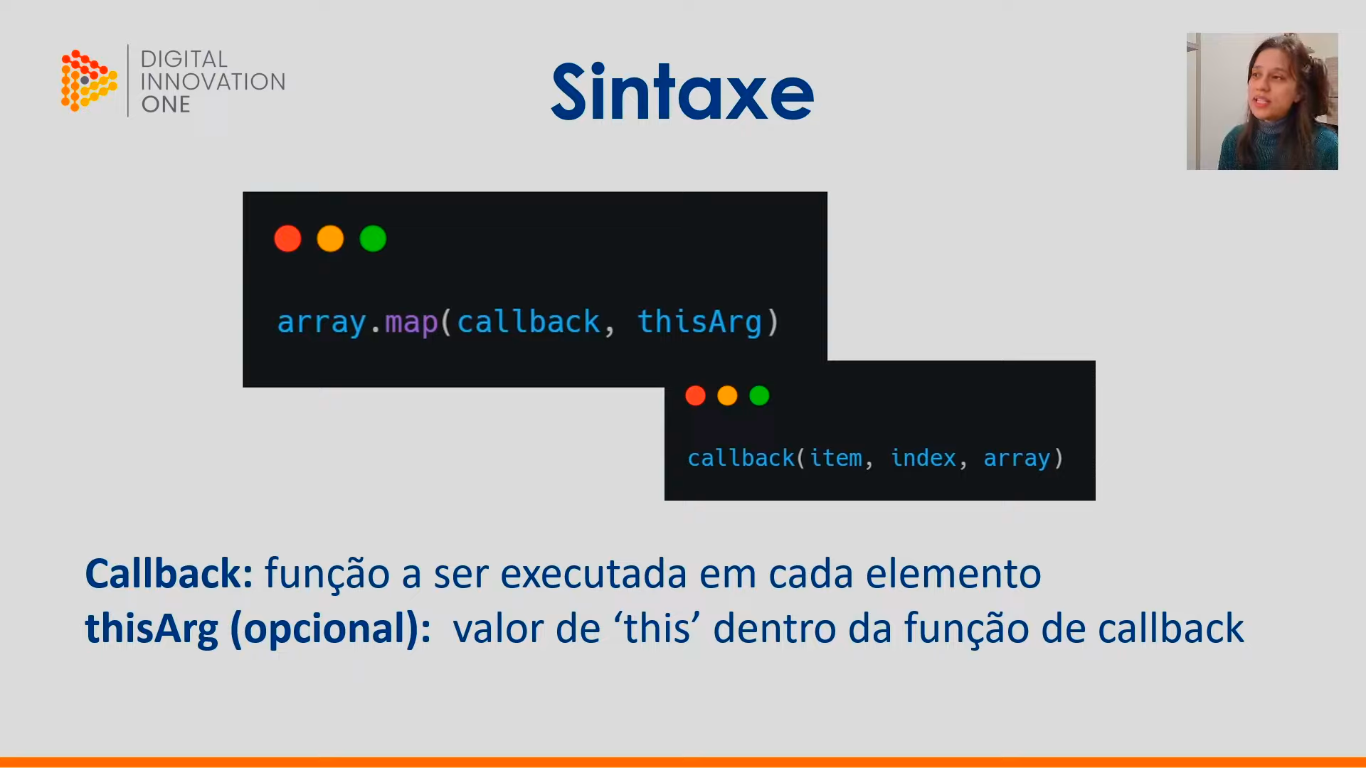 DIGITAL
INNOVATION
ONE
Sintaxe
array.map(callback, thisArg)
callback(item, index, array)
Callback: função a ser executada em cada elemento
thisArg (opcional): valor de ‘this’ dentro da função de callback